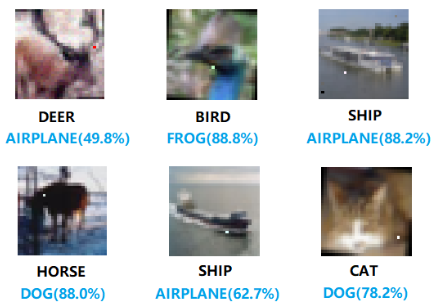 DEER
AIRPLANE(49.8%)
BIRD
FROG(88.8%)
SHIP
AIRPLANE(88.2%)
HORSE
DOG(88.0%)
SHIP
AIRPLANE(62.7%)
CAT
DOG(78.2%)